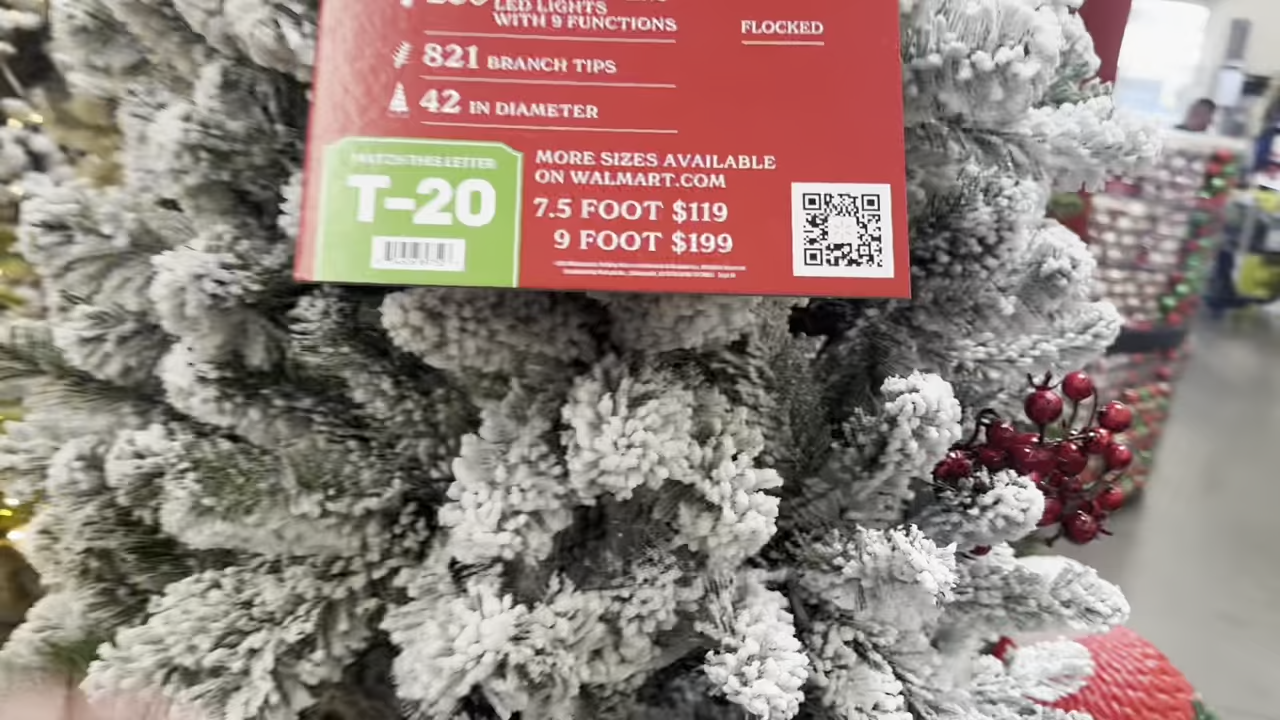 LED LIGHTS
WITH 9 FUNCTIONS
FLOCKED
821 BRANCH TIPS
42 IN DIAMETER
MATCH THIS LETTER
T-20
MORE SIZES AVAILABLE
ON WALMART.COM
7.5 FOOT $119
9 FOOT $199